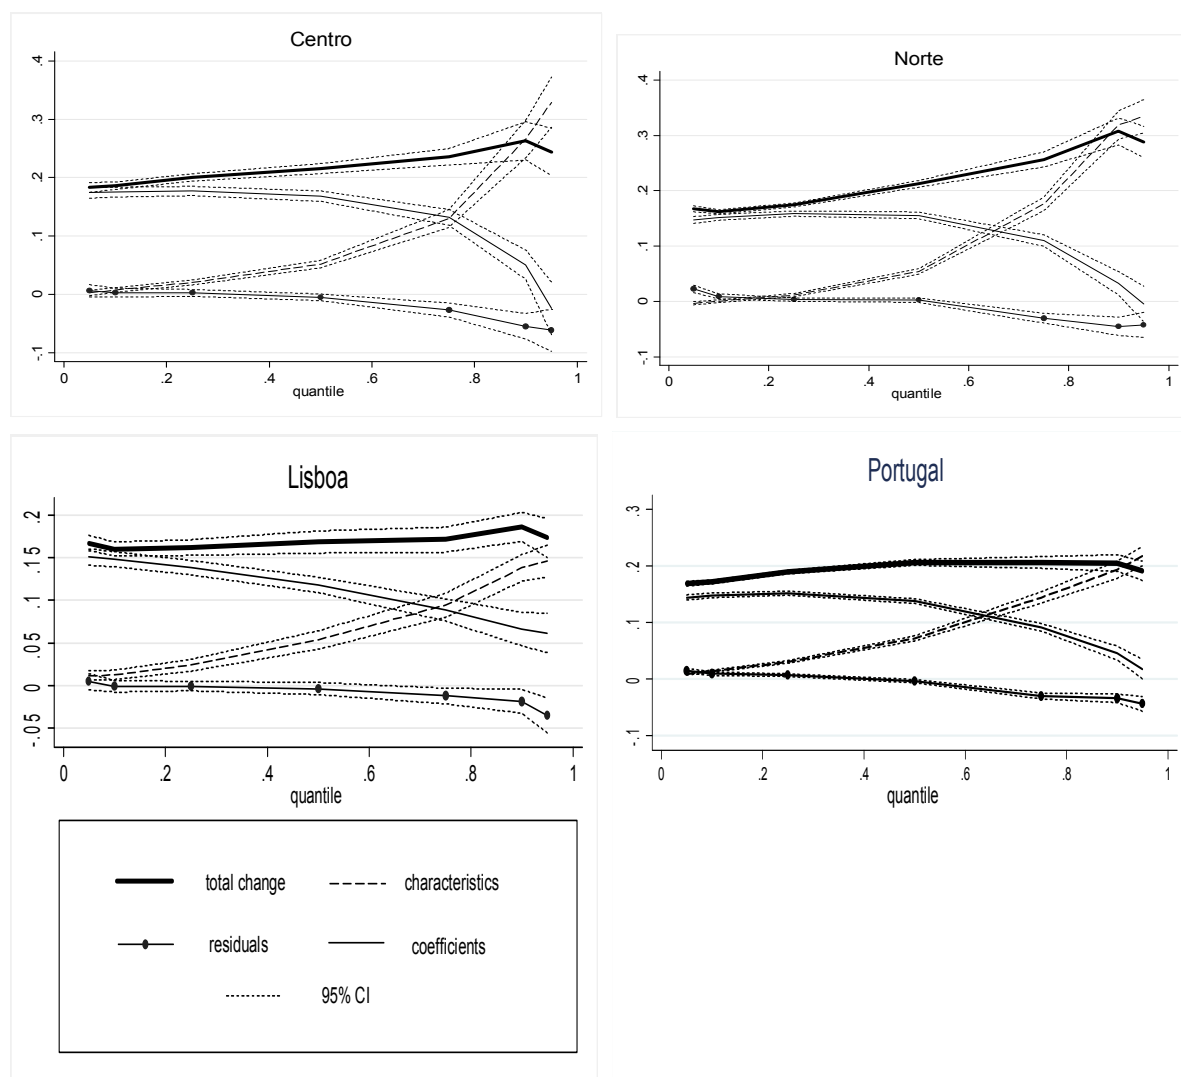 Centro
.4
.3
.2
.1
0
-.1
0 .2 .4 .6 .8 1
quantile
Norte
.4
.3
.2
.1
0
-.1
0 .2 .4 .6 .8 1
quantile
Lisboa
.2
.15
.1
.05
0
-.05
0 .2 .4 .6 .8 1
quantile
Portugal
.3
.2
.1
0
-.1
0 .2 .4 .6 .8 1
quantile
total change characteristics
residuals coefficients
95% CI